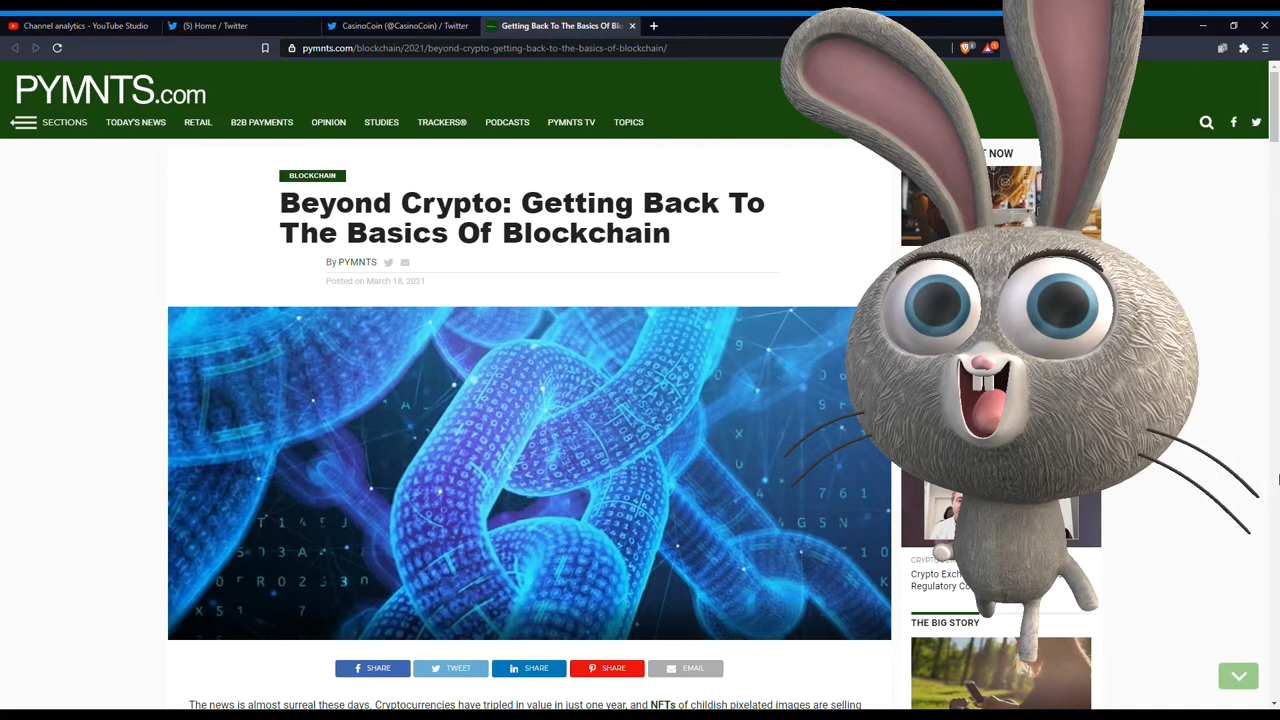 Channel analytics - YouTube Studio
(5) Home / Twitter
CasinoCoin (@CasinoCoin) / Twitter
Getting Back To The Basics Of Blo
pymnts.com/blockchain/2021/beyond-crypto-getting-back-to-the-basics-of-blockchain/
PYMNTS.com
SECTIONS TODAY'S NEWS RETAIL B2B PAYMENTS OPINION STUDIES TRACKERS® PODCASTS PYMNTS TV TOPICS
BLOCKCHAIN
Beyond Crypto: Getting Back To
The Basics Of Blockchain
By PYMNTS
Posted on March 18, 2021
SHARE TWEET SHARE SHARE EMAIL
The news is almost surreal these days. Cryptocurrencies have tripled in value in just one year, and NFTs of childish pixelated images are selling
NOW
Crypto Exch
Regulatory Co
THE BIG STORY